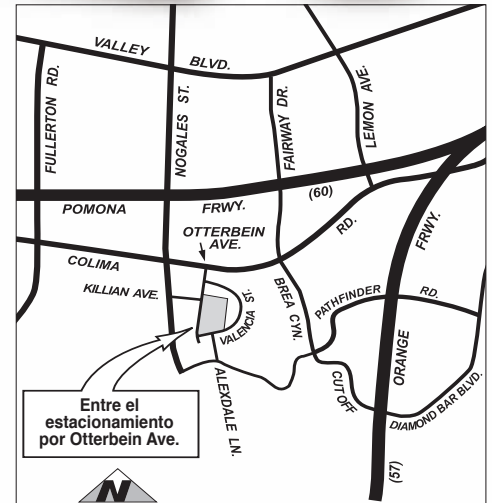 VALLEY BLVD.
FULLERTON RD.
NOGALES ST.
FAIRWAY DR.
LEMON AVE.
POMONA FRWY.
(60)
OTTERBEIN
AVE.
COLIMA RD.
KILLIAN AVE.
VALENCIA ST.
BREA CYN. CUTOFF
PATHFINDER RD.
ORANGE FRWY.
(57)
DIAMOND BAR BLVD.
ALEXDALE LN.
Entre el
estacionamiento
por Otterbein Ave.
N